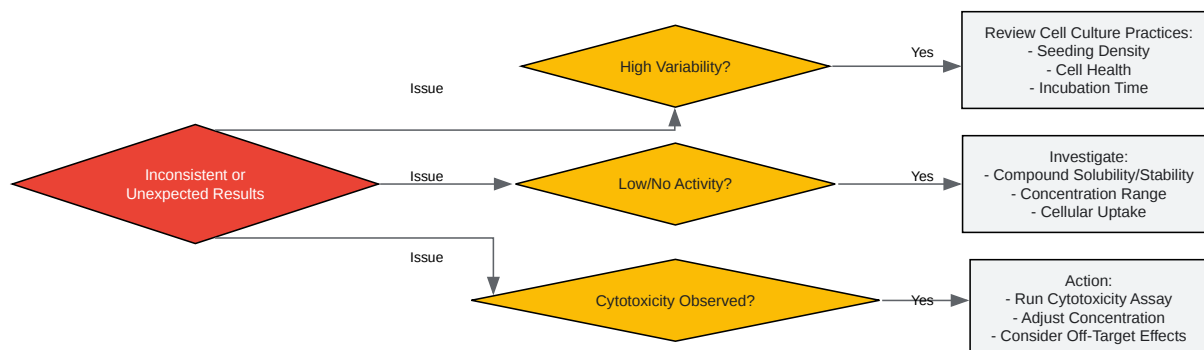 Inconsistent or
Unexpected Results
Issue
High Variability?
Yes
Review Cell Culture Practices:
- Seeding Density
- Cell Health
- Incubation Time
Issue
Low/No Activity?
Yes
Investigate:
- Compound Solubility/Stability
- Concentration Range
- Cellular Uptake
Issue
Cytotoxicity Observed?
Yes
Action:
- Run Cytotoxicity Assay
- Adjust Concentration
- Consider Off-Target Effects